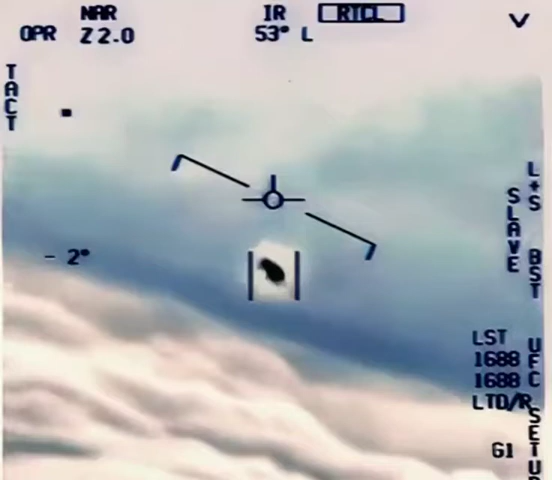 NAR
IR
RTCL
OPR
Z 2.0
53° L
TACT
- 2°
L+S
SLAVE
BST
LST
1688
1688
LTD/R
UFC
SETUP
G1